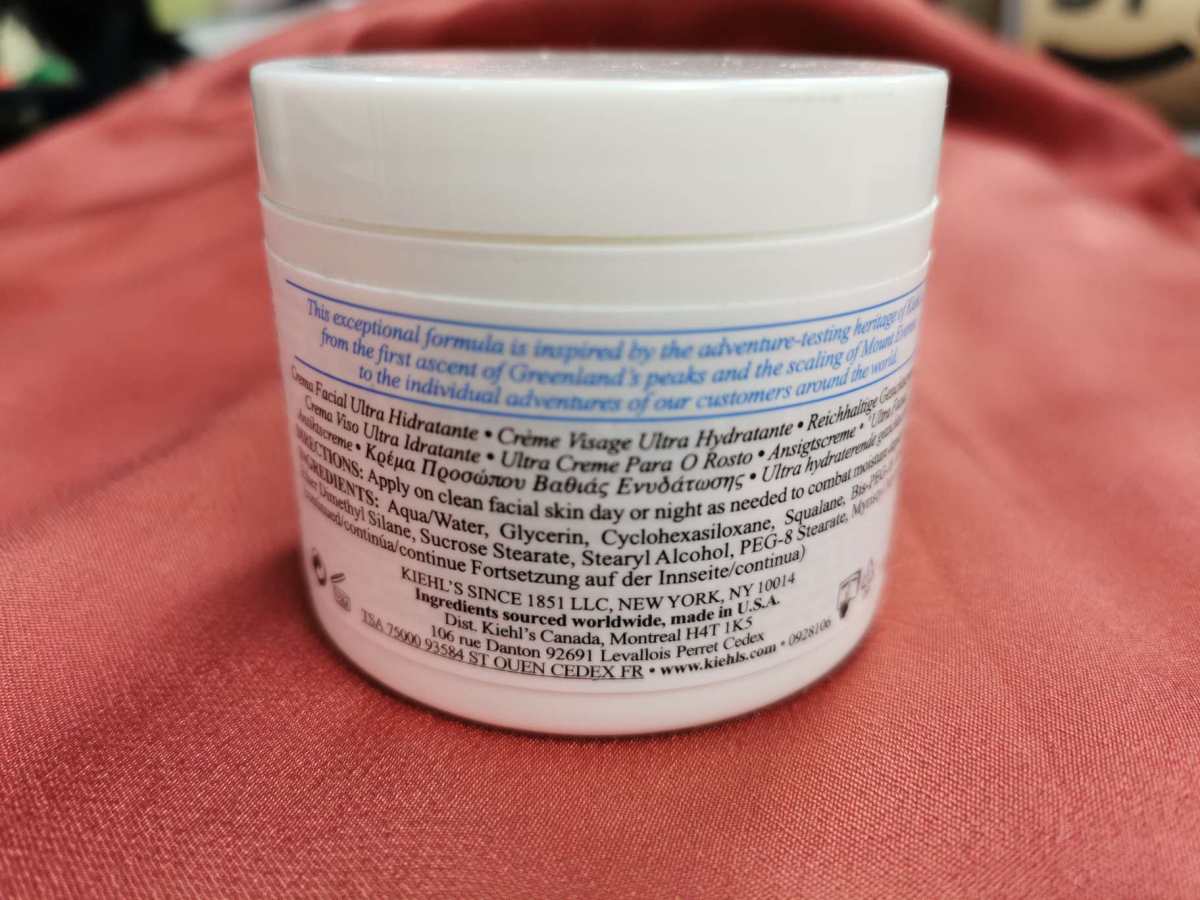 This exceptional formula is inspired by the adventure-testing heritage of
from the first ascent of Greenland's peaks and the scaling of Mount
to the individual adventures of our customers around the world.
Crema Facial Ultra Hidratante • Crème Visage Ultra Hydratante • Reichhaltige
Crema Viso Ultra Idratante • Ultra Creme Para O Rosto • Ansigtscreme •
Ansiktscreme • Κρέμα Προσώπου Βαθιάς Ενυδάτωσης • Ultra hydraterende
DIRECTIONS: Apply on clean facial skin day or night as needed to combat moisture
INGREDIENTS: Aqua/Water, Glycerin, Cyclohexasiloxane, Squalane,
Ether Dimethyl Silane, Sucrose Stearate, Stearyl Alcohol, PEG-8 Stearate,
(continued/continúa/continue Fortsetzung auf der Innseite/continua)
KIEHL'S SINCE 1851 LLC, NEW YORK, NY 10014
Ingredients sourced worldwide, made in U.S.A.
Dist. Kiehl's Canada, Montreal H4T 1K5
106 rue Danton 92691 Levallois Perret Cedex
TSA 75000 93584 ST OUEN CEDEX FR • www.kiehls.com • 0928106